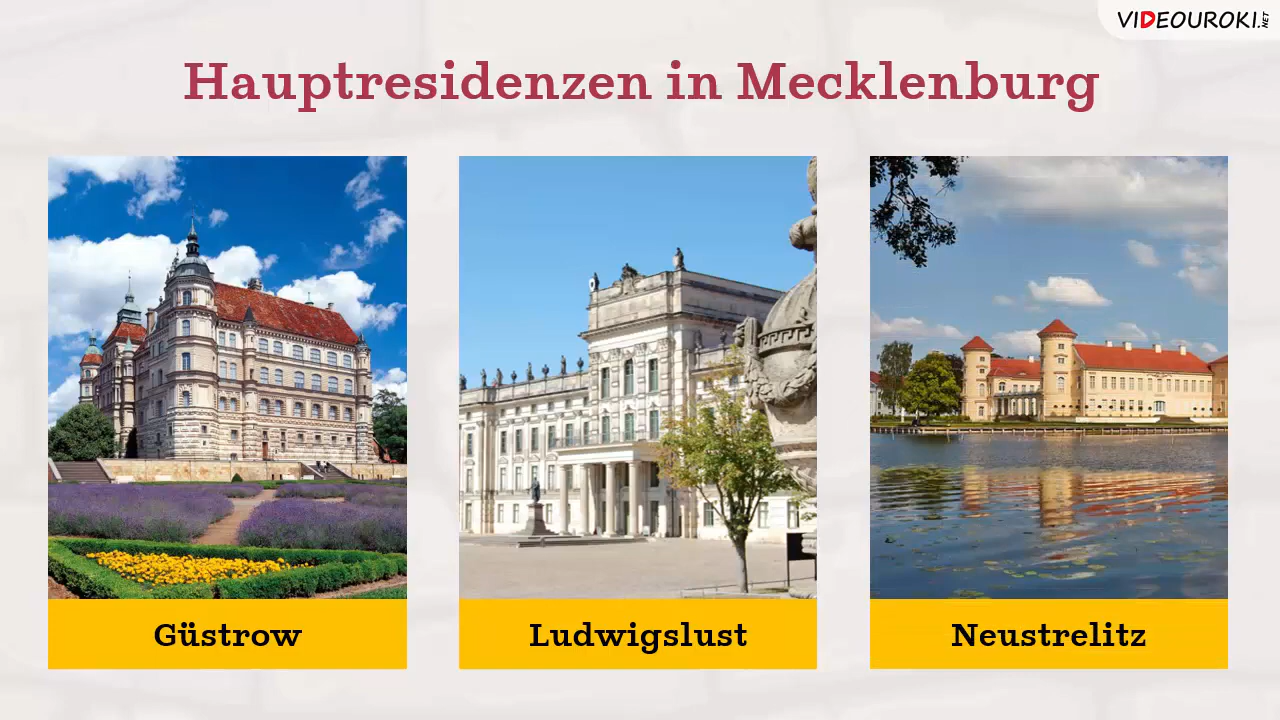 VIDEOUROKI.NET
Hauptresidenzen in Mecklenburg
Güstrow
Ludwigslust
Neustrelitz